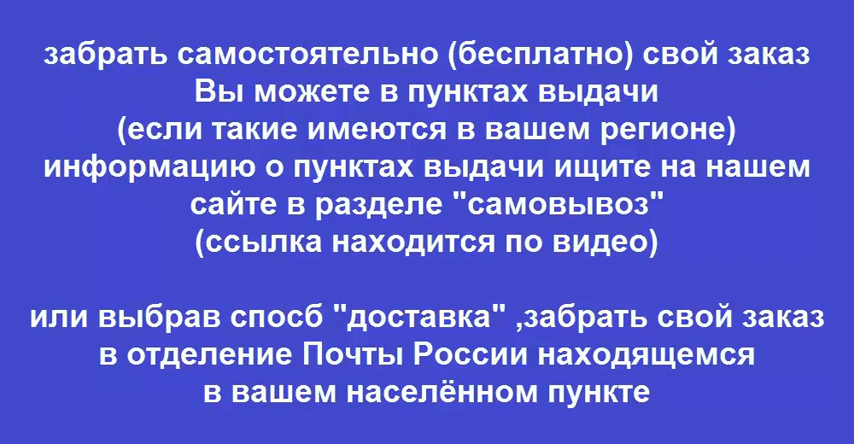 забрать самостоятельно (бесплатно) свой заказ
Вы можете в пунктах выдачи
(если такие имеются в вашем регионе)
информацию о пунктах выдачи ищите на нашем
сайте в разделе "самовывоз"
(ссылка находится по видео)
или выбрав спосб "доставка" ,забрать свой заказ
в отделение Почты России находящемся
в вашем населённом пункте